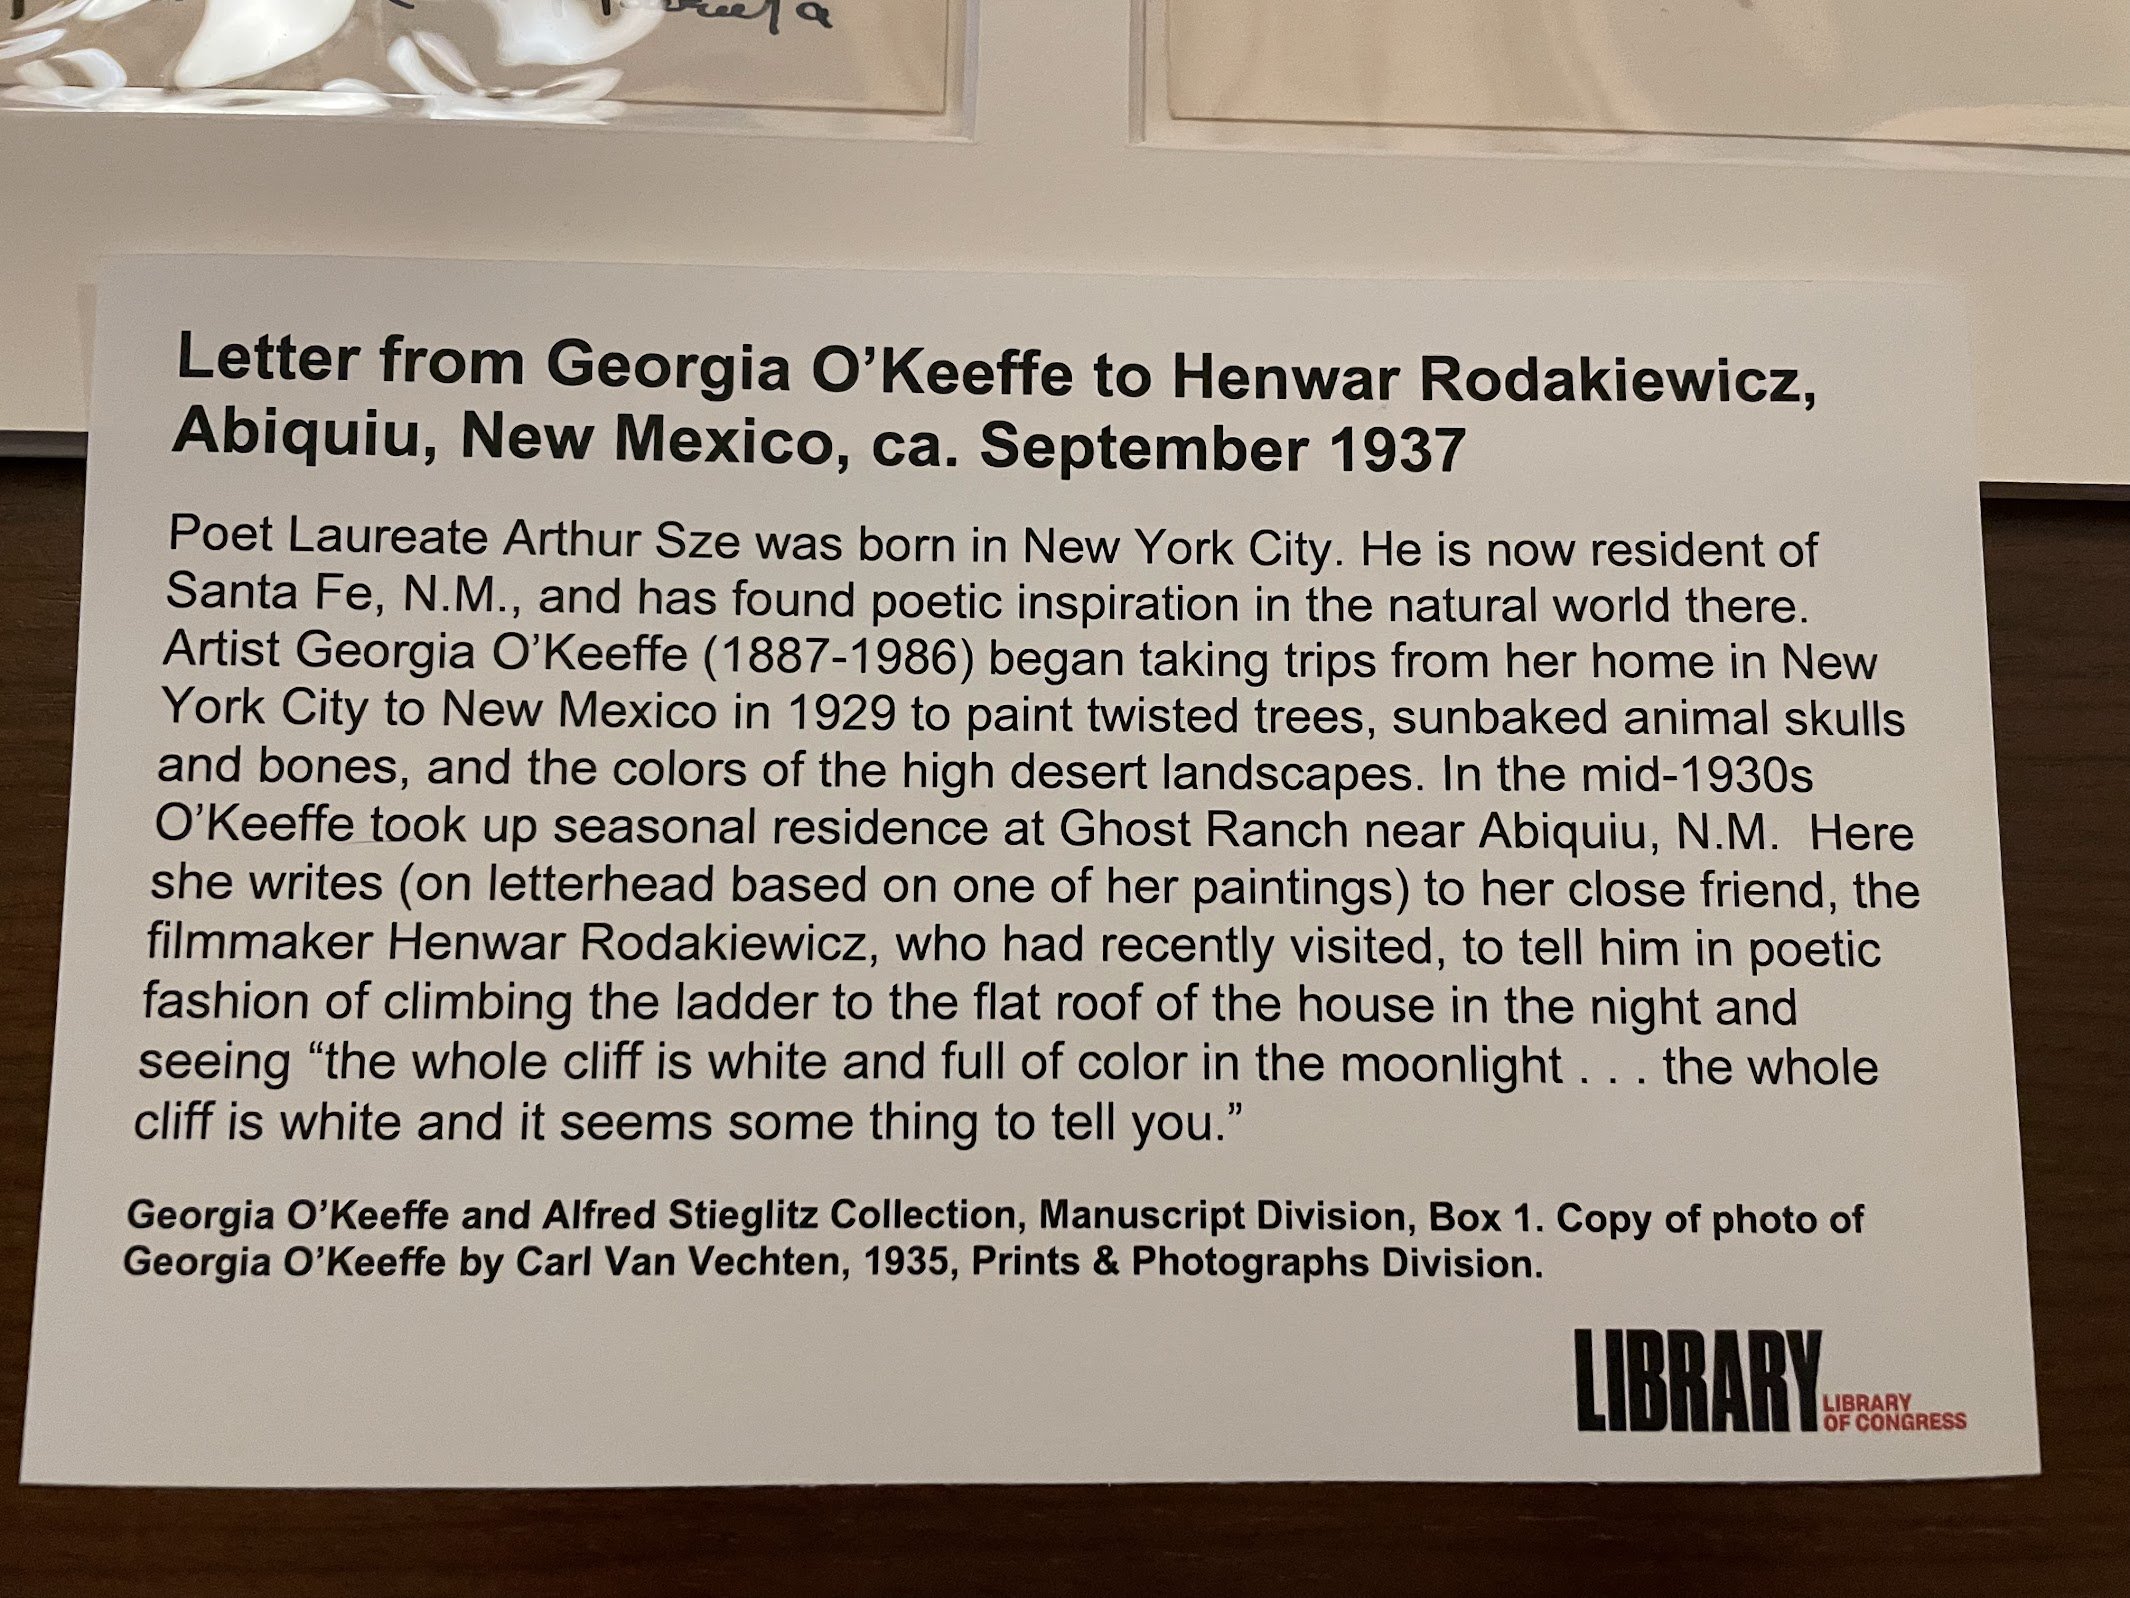 Letter from Georgia O’Keeffe to Henwar Rodakiewicz,
Abiquiu, New Mexico, ca. September 1937
Poet Laureate Arthur Sze was born in New York City. He is now resident of
Santa Fe, N.M., and has found poetic inspiration in the natural world there.
Artist Georgia O’Keeffe (1887-1986) began taking trips from her home in New
York City to New Mexico in 1929 to paint twisted trees, sunbaked animal skulls
and bones, and the colors of the high desert landscapes. In the mid-1930s
O’Keeffe took up seasonal residence at Ghost Ranch near Abiquiu, N.M.  Here
she writes (on letterhead based on one of her paintings) to her close friend, the
filmmaker Henwar Rodakiewicz, who had recently visited, to tell him in poetic
fashion of climbing the ladder to the flat roof of the house in the night and
seeing “the whole cliff is white and full of color in the moonlight . . . the whole
cliff is white and it seems some thing to tell you.”
Georgia O’Keeffe and Alfred Stieglitz Collection, Manuscript Division, Box 1. Copy of photo of
Georgia O’Keeffe by Carl Van Vechten, 1935, Prints & Photographs Division.
LIBRARY
LIBRARY
OF CONGRESS